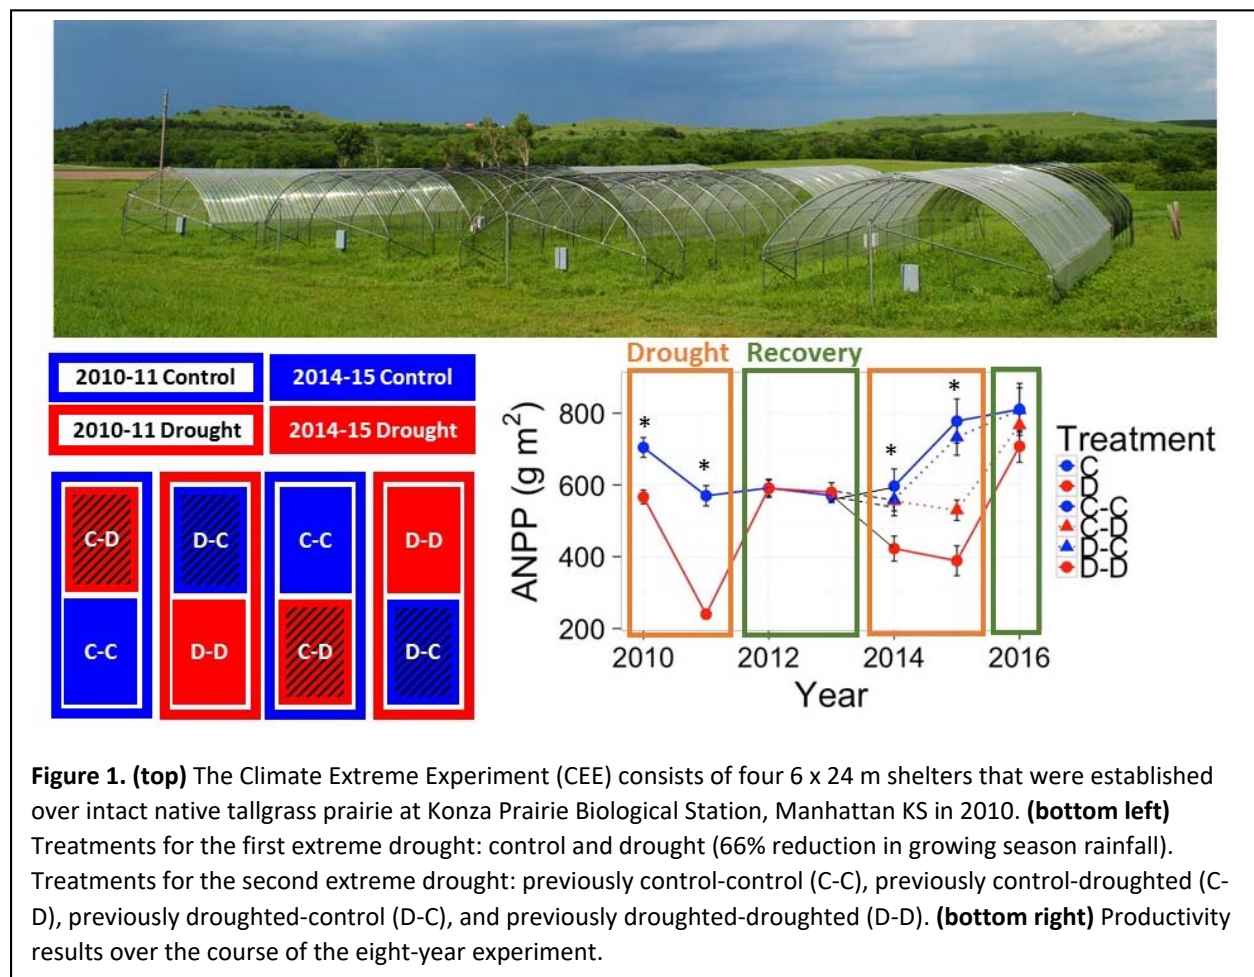 2010-11 Control
2014-15 Control
2010-11 Drought
2014-15 Drought
C-D
D-C
C-C
D-D
C-C
D-D
C-D
D-C
Drought
Recovery
ANPP (g m²)
800
600
400
200
*
*
*
*
2010
2012
2014
2016
Year
Treatment
C
D
C-C
C-D
D-C
D-D
Figure 1. (top) The Climate Extreme Experiment (CEE) consists of four 6 x 24 m shelters that were established
over intact native tallgrass prairie at Konza Prairie Biological Station, Manhattan KS in 2010. (bottom left)
Treatments for the first extreme drought: control and drought (66% reduction in growing season rainfall).
Treatments for the second extreme drought: previously control-control (C-C), previously control-droughted (C-
D), previously droughted-control (D-C), and previously droughted-droughted (D-D). (bottom right) Productivity
results over the course of the eight-year experiment.